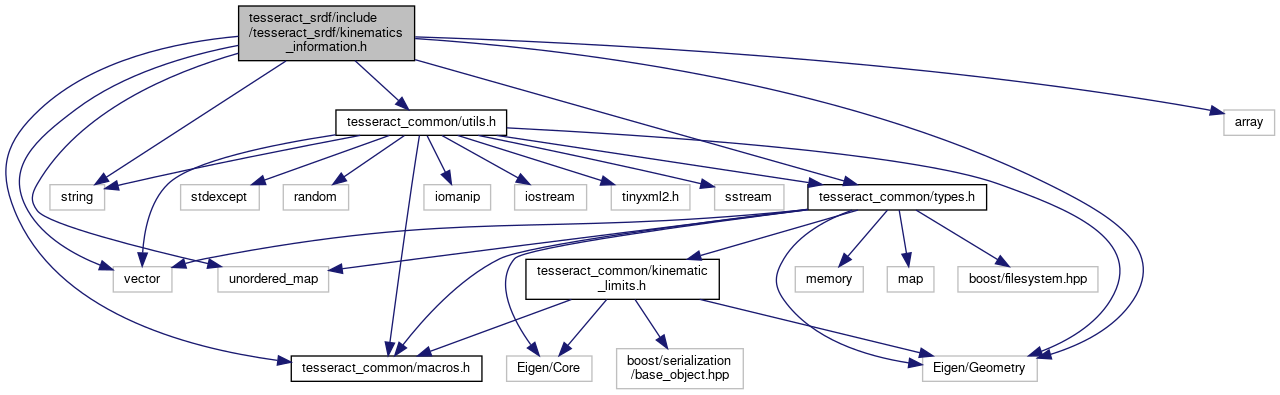 tesseract_srdf/include
/tesseract_srdf/kinematics
_information.h
tesseract_common/utils.h
array
string
stdexcept
random
iomanip
iostream
tinyxml2.h
sstream
tesseract_common/types.h
vector
unordered_map
tesseract_common/kinematic
_limits.h
memory
map
boost/filesystem.hpp
tesseract_common/macros.h
Eigen/Core
boost/serialization
/base_object.hpp
Eigen/Geometry